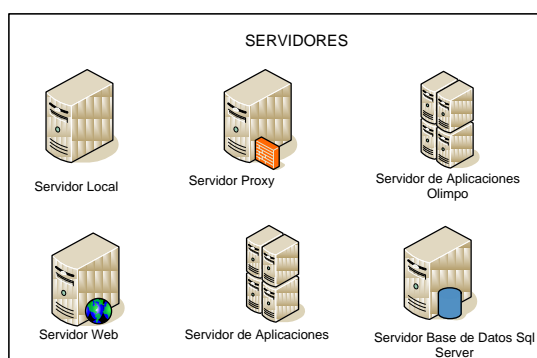 SERVIDORES
Servidor Local
Servidor Proxy
Servidor de Aplicaciones
Olimpo
Servidor Web
Servidor de Aplicaciones
Servidor Base de Datos Sql
Server